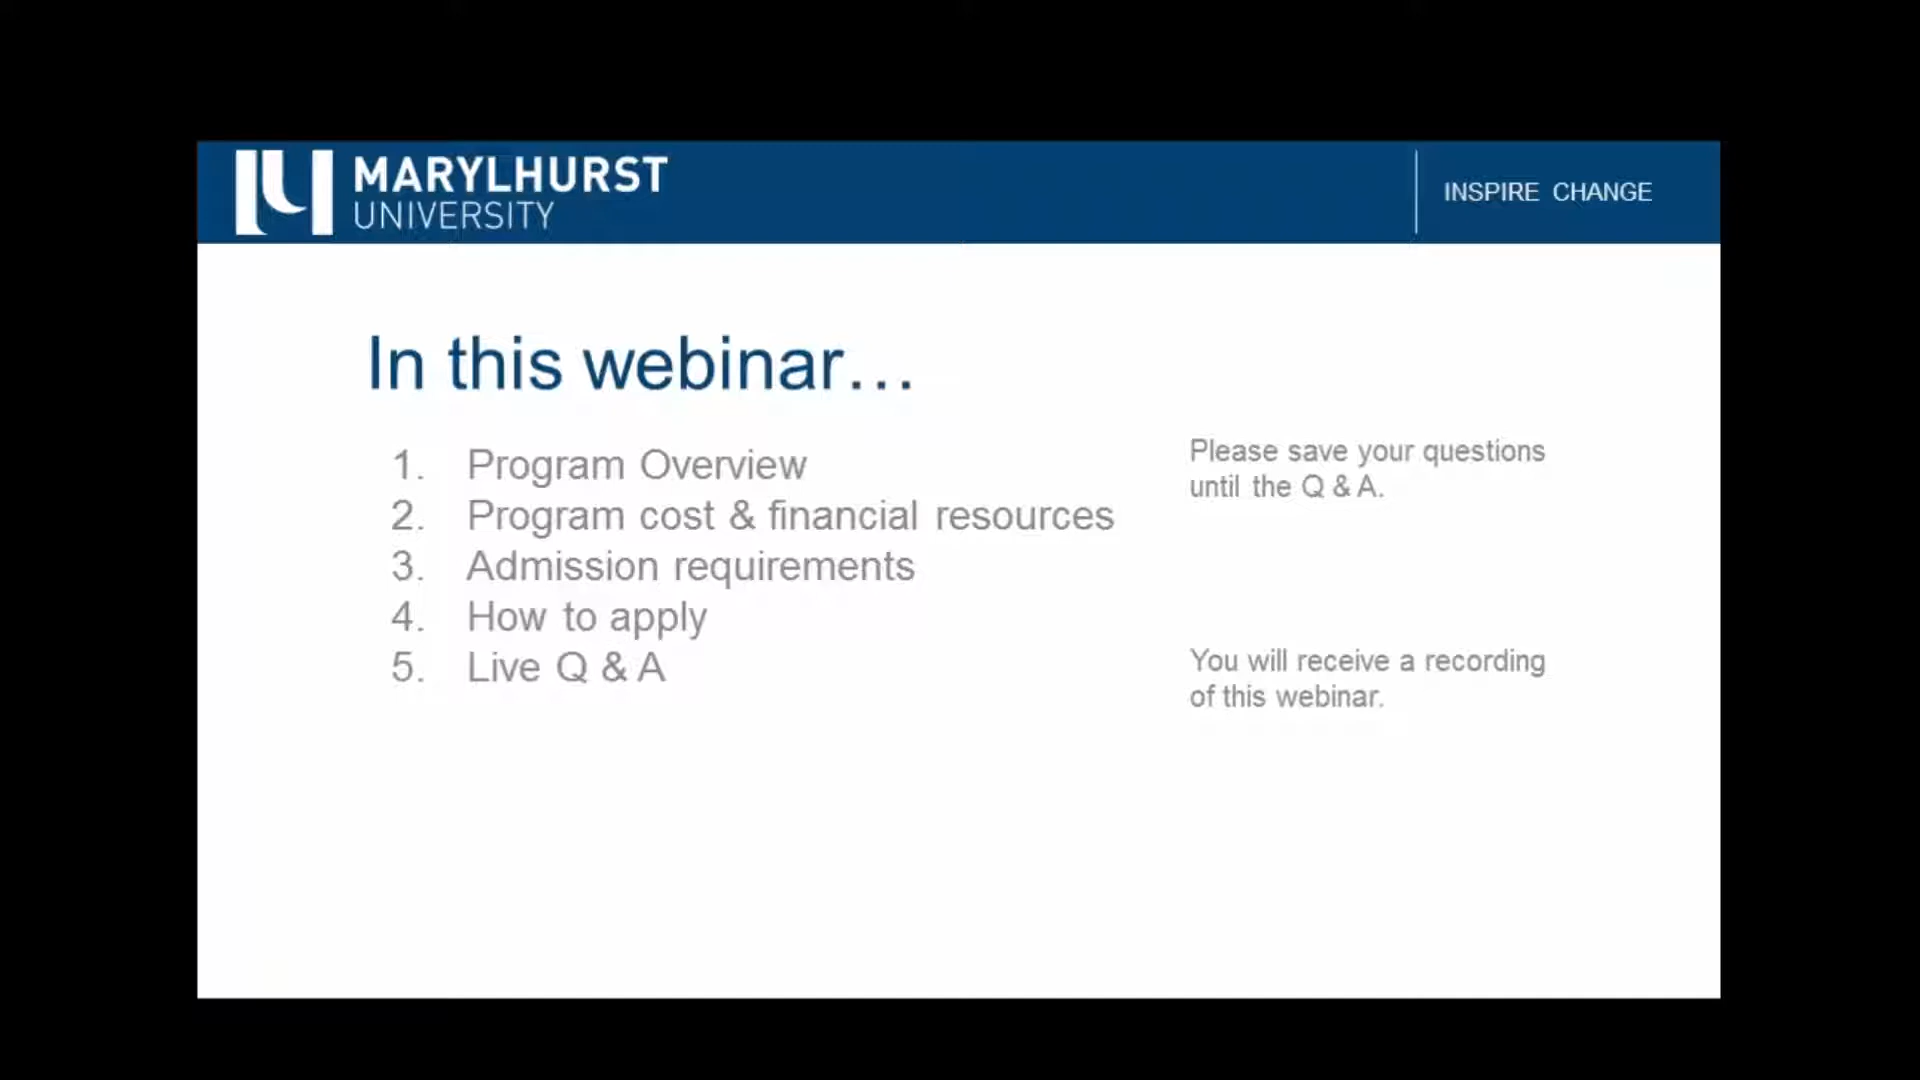 MARYLHURST
UNIVERSITY
INSPIRE CHANGE
In this webinar…
1. Program Overview
2. Program cost & financial resources
3. Admission requirements
4. How to apply
5. Live Q & A
Please save your questions
until the Q & A.
You will receive a recording
of this webinar.